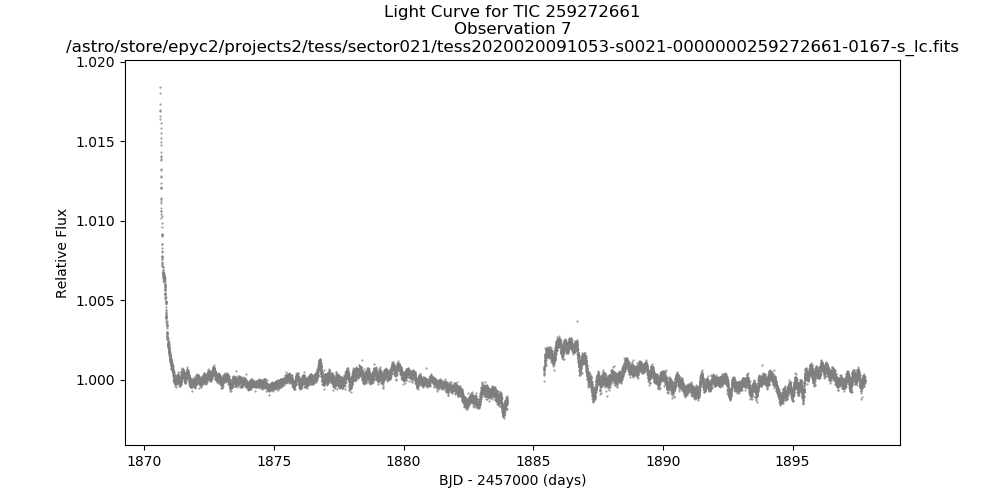 Light Curve for TIC 259272661
Observation 7
/astro/store/epyc2/projects2/tess/sector021/tess2020020091053-s0021-0000000259272661-0167-s_lc.fits
1.020
1.015
1.010
1.005
1.000
Relative Flux
1870
1875
1880
1885
1890
1895
BJD - 2457000 (days)